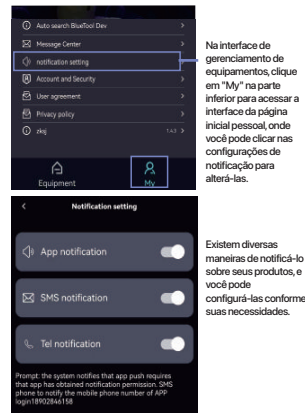 Auto search BlueTool Dev
Message Center
notification setting
Account and Security
User agreement
Privacy policy
zksj 1.4.3
Equipment My
Na interface de
gerenciamento de
equipamentos, clique
em "My" na parte
inferior para acessar a
interface da página
inicial pessoal, onde
você pode clicar nas
configurações de
notificação para
alterá-las.
Notification setting
App notification
SMS notification
Tel notification
Prompt: the system notifies that app push requires
that app has obtained notification permission. SMS
phone to notify the mobile phone number of APP
login18902846158
Existem diversas
maneiras de notificá-lo
sobre seus produtos, e
você pode
configurá-las conforme
suas necessidades.